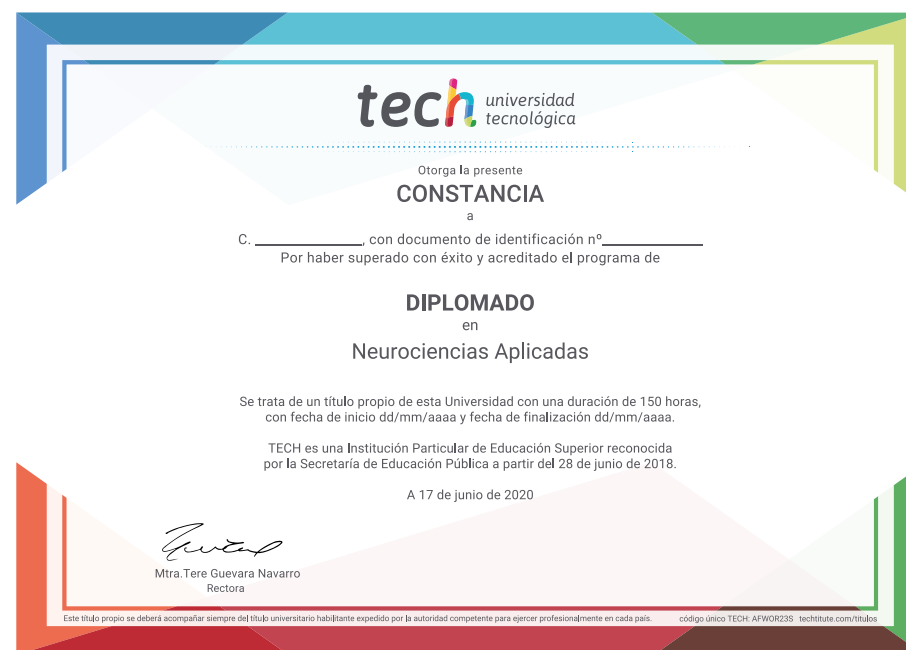 tech universidad
tecnológica
Otorga la presente
CONSTANCIA
a
C. ______________, con documento de identificación nº_____________
Por haber superado con éxito y acreditado el programa de
DIPLOMADO
en
Neurociencias Aplicadas
Se trata de un título propio de esta Universidad con una duración de 150 horas,
con fecha de inicio dd/mm/aaaa y fecha de finalización dd/mm/aaaa.
TECH es una Institución Particular de Educación Superior reconocida
por la Secretaría de Educación Pública a partir del 28 de junio de 2018.
A 17 de junio de 2020
Mtra.Tere Guevara Navarro
Rectora
Este título propio se deberá acompañar siempre del título universitario habilitante expedido por la autoridad competente para ejercer profesionalmente en cada país. código único TECH: AFWOR23S techtitute.com/titulos